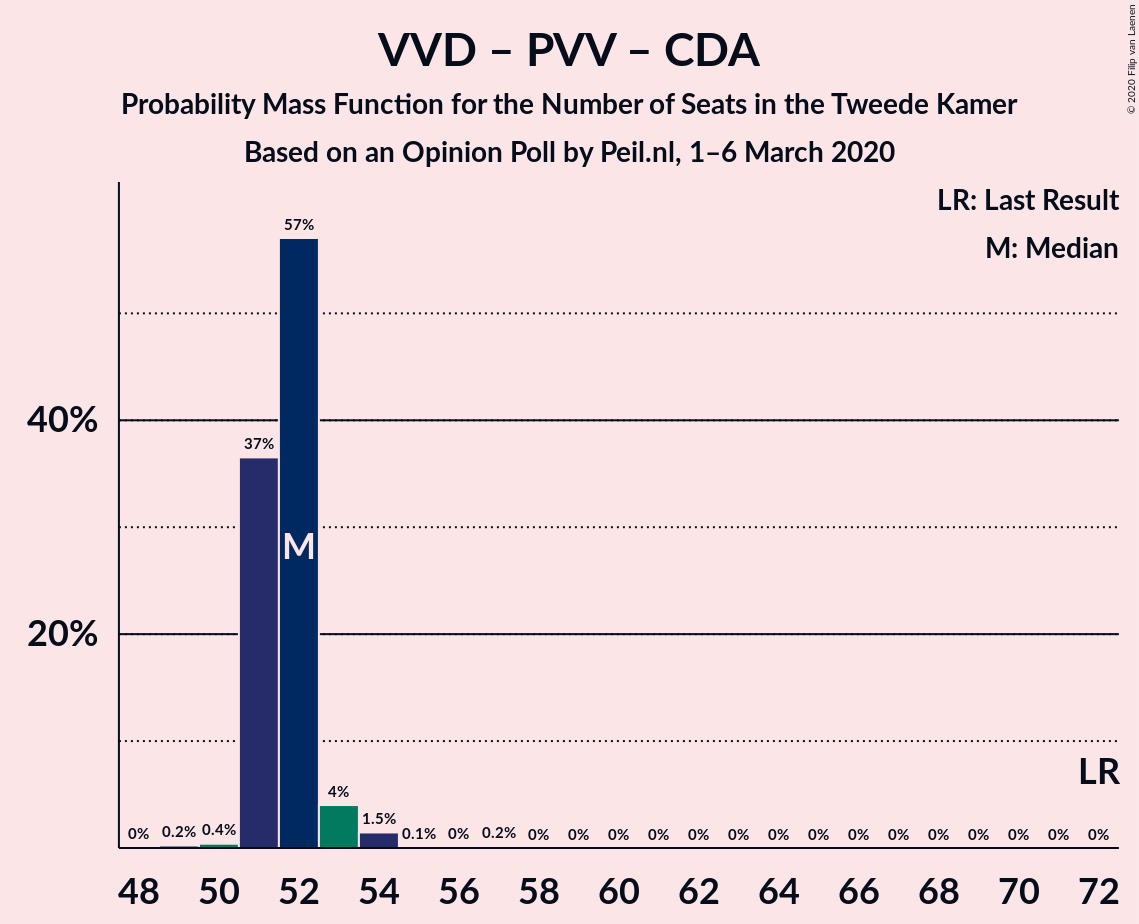 VVD – PVV – CDA
Probability Mass Function for the Number of Seats in the Tweede Kamer
Based on an Opinion Poll by Peil.nl, 1–6 March 2020
© 2020 Filip van Laenen
LR: Last Result
M: Median
57%
40%
37%
M
20%
LR
0% 0.2% 0.4% 4% 1.5% 0.1% 0% 0.2% 0% 0% 0% 0% 0% 0% 0% 0% 0% 0% 0% 0% 0% 0% 0%
48 50 52 54 56 58 60 62 64 66 68 70 72